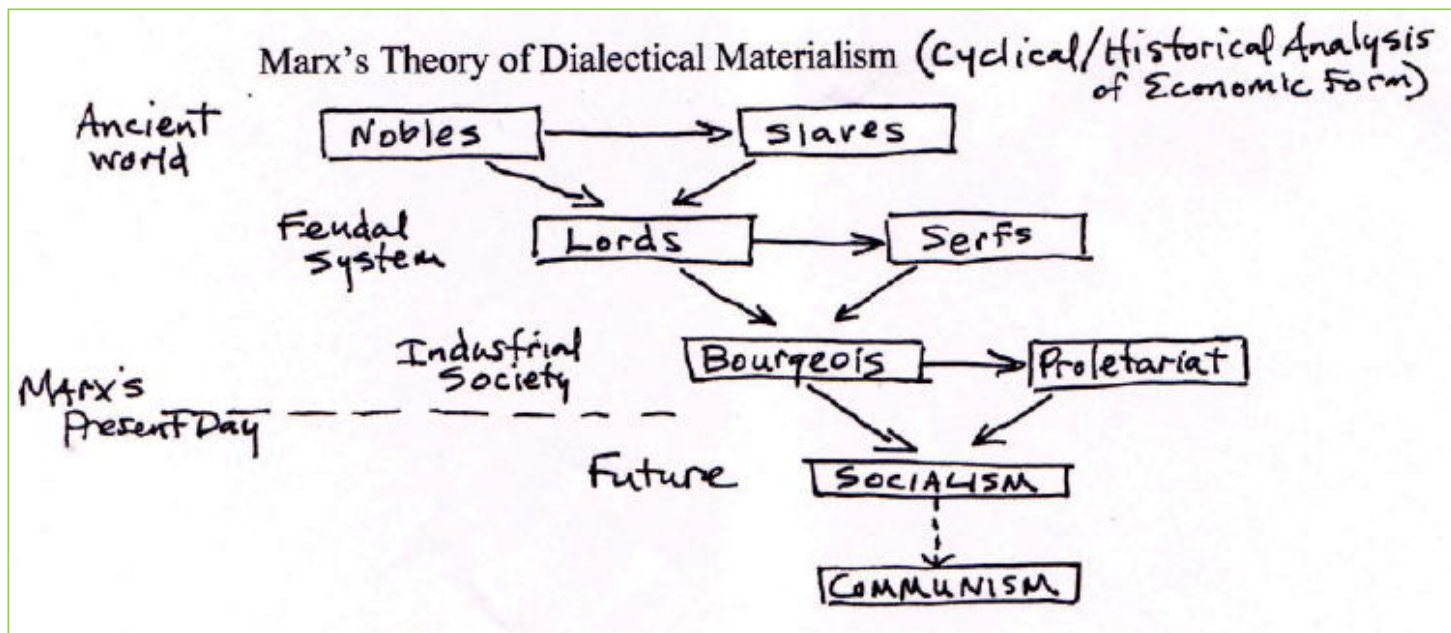 Marx's Theory of Dialectical Materialism (Cyclical/Historical Analysis
of Economic Form)
Ancient
world
Nobles
Slaves
Feudal
System
Lords
Serfs
Industrial
Society
Bourgeois
Proletariat
Marx's
Present Day
Future
SOCIALISM
COMMUNISM